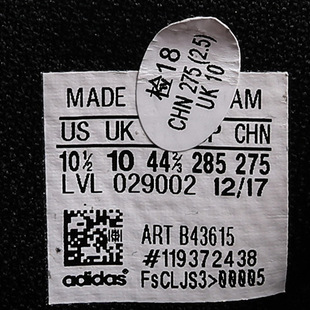 检18
CHN 275(2.5)
UK 10
MADE AM
US UK P CHN
10½ 10 44⅔ 285 275
LVL 029002 12/17
ART B43615
#119372438
adidas FsCLJS3>00005